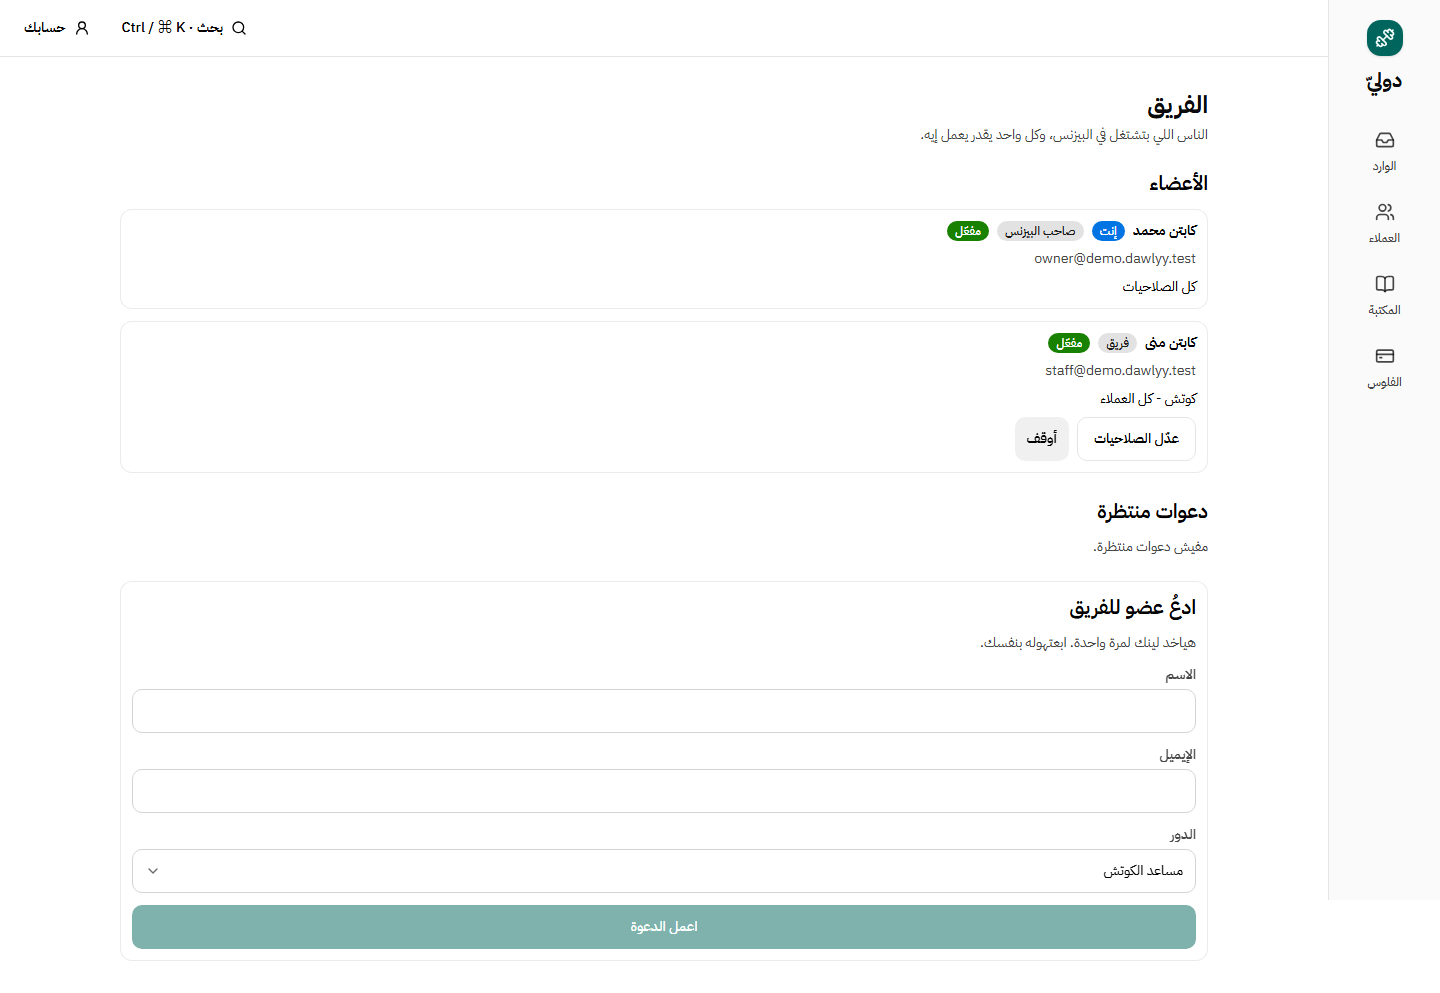 دوليّ
الوارد
العملاء
المكتبة
الفلوس
بحث · Ctrl / ⌘ K
حسابك
الفريق
الناس اللي بتشتغل في البيزنس، وكل واحد يقدر يعمل إيه.
الأعضاء
كابتن محمد إنت صاحب البيزنس مفعّل
owner@demo.dawlyy.test
كل الصلاحيات
كابتن منى فريق مفعّل
staff@demo.dawlyy.test
كوتش - كل العملاء
عدّل الصلاحيات أوقف
دعوات منتظرة
مفيش دعوات منتظرة.
ادعُ عضو للفريق
هياخد لينك لمرة واحدة. ابعتهوله بنفسك.
الاسم
الإيميل
الدور
مساعد الكوتش
اعمل الدعوة